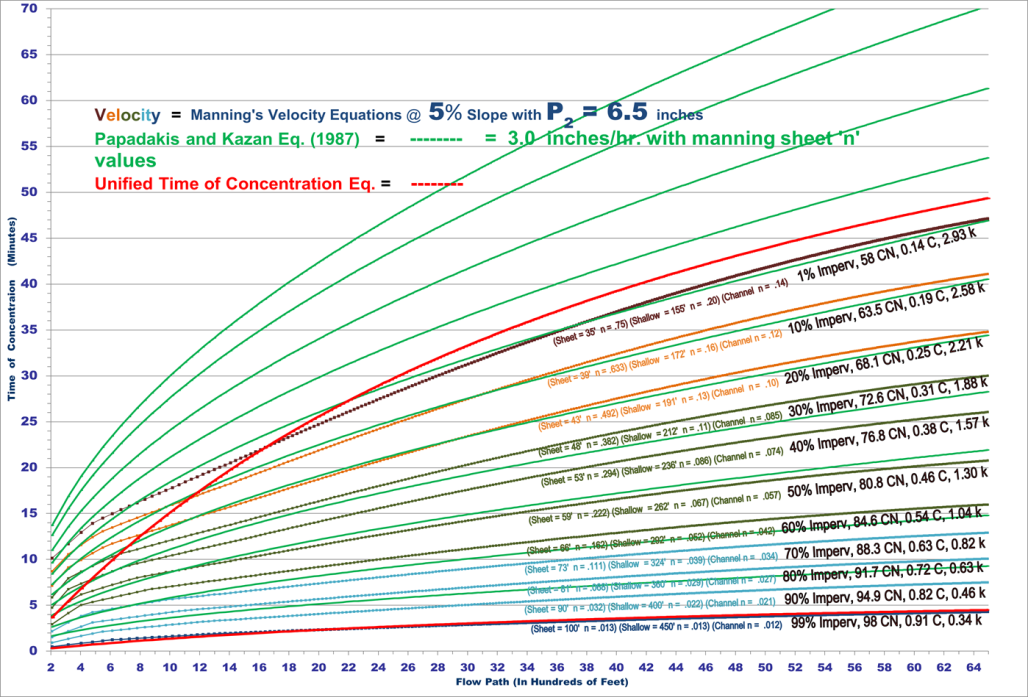 70
65
60
55
50
45
40
35
30
25
20
15
10
5
0
Time of Concentraion (Minutes)
Velocity = Manning's Velocity Equations @ 5% Slope with P2 = 6.5 inches
Papadakis and Kazan Eq. (1987) = -------- = 3.0 inches/hr. with manning sheet 'n'
values
Unified Time of Concentration Eq. = --------
1% Imperv, 58 CN, 0.14 C, 2.93 k
(Sheet = 35' n = .75) (Shallow = 155' n = .20) (Channel n = .14)
10% Imperv, 63.5 CN, 0.19 C, 2.58 k
(Sheet = 39' n = .633) (Shallow = 172' n = .16) (Channel n = .12)
20% Imperv, 68.1 CN, 0.25 C, 2.21 k
(Sheet = 43' n = .492) (Shallow = 191' n = .13) (Channel n = .10)
30% Imperv, 72.6 CN, 0.31 C, 1.88 k
(Sheet = 48' n = .382) (Shallow = 212' n = .11) (Channel n = .085)
40% Imperv, 76.8 CN, 0.38 C, 1.57 k
(Sheet = 53' n = .294) (Shallow = 236' n = .086) (Channel n = .074)
50% Imperv, 80.8 CN, 0.46 C, 1.30 k
(Sheet = 59' n = .222) (Shallow = 262' n = .067) (Channel n = .057)
60% Imperv, 84.6 CN, 0.54 C, 1.04 k
(Sheet = 66' n = .162) (Shallow = 292' n = .052) (Channel n = .042)
70% Imperv, 88.3 CN, 0.63 C, 0.82 k
(Sheet = 73' n = .111) (Shallow = 324' n = .039) (Channel n = .034)
80% Imperv, 91.7 CN, 0.72 C, 0.63 k
(Sheet = 81' n = .068) (Shallow = 360' n = .029) (Channel n = .027)
90% Imperv, 94.9 CN, 0.82 C, 0.46 k
(Sheet = 90' n = .032) (Shallow = 400' n = .022) (Channel n = .021)
99% Imperv, 98 CN, 0.91 C, 0.34 k
(Sheet = 100' n = .013) (Shallow = 450' n = .013) (Channel n = .012)
2 4 6 8 10 12 14 16 18 20 22 24 26 28 30 32 34 36 38 40 42 44 46 48 50 52 54 56 58 60 62 64
Flow Path (In Hundreds of Feet)